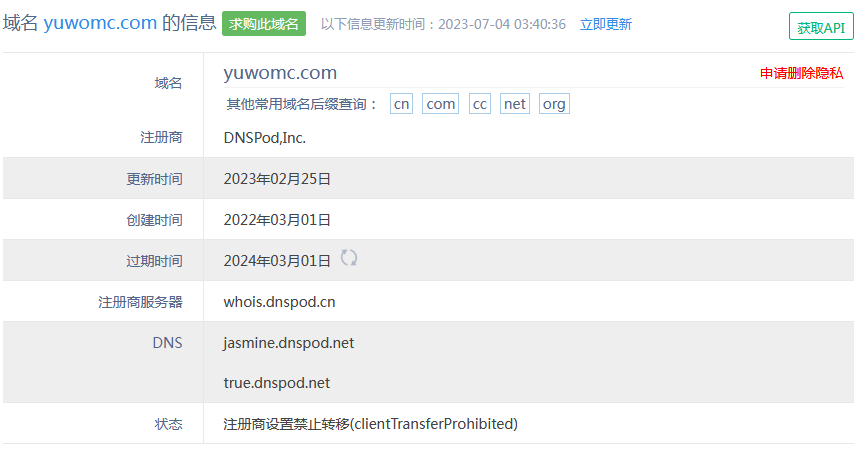 域名 yuwomc.com 的信息 求购此域名 以下信息更新时间：2023-07-04 03:40:36 立即更新 获取API
域名 yuwomc.com 申请删除隐私
其他常用域名后缀查询： cn com cc net org
注册商 DNSPod,Inc.
更新时间 2023年02月25日
创建时间 2022年03月01日
过期时间 2024年03月01日
注册商服务器 whois.dnspod.cn
DNS jasmine.dnspod.net
true.dnspod.net
状态 注册商设置禁止转移(clientTransferProhibited)